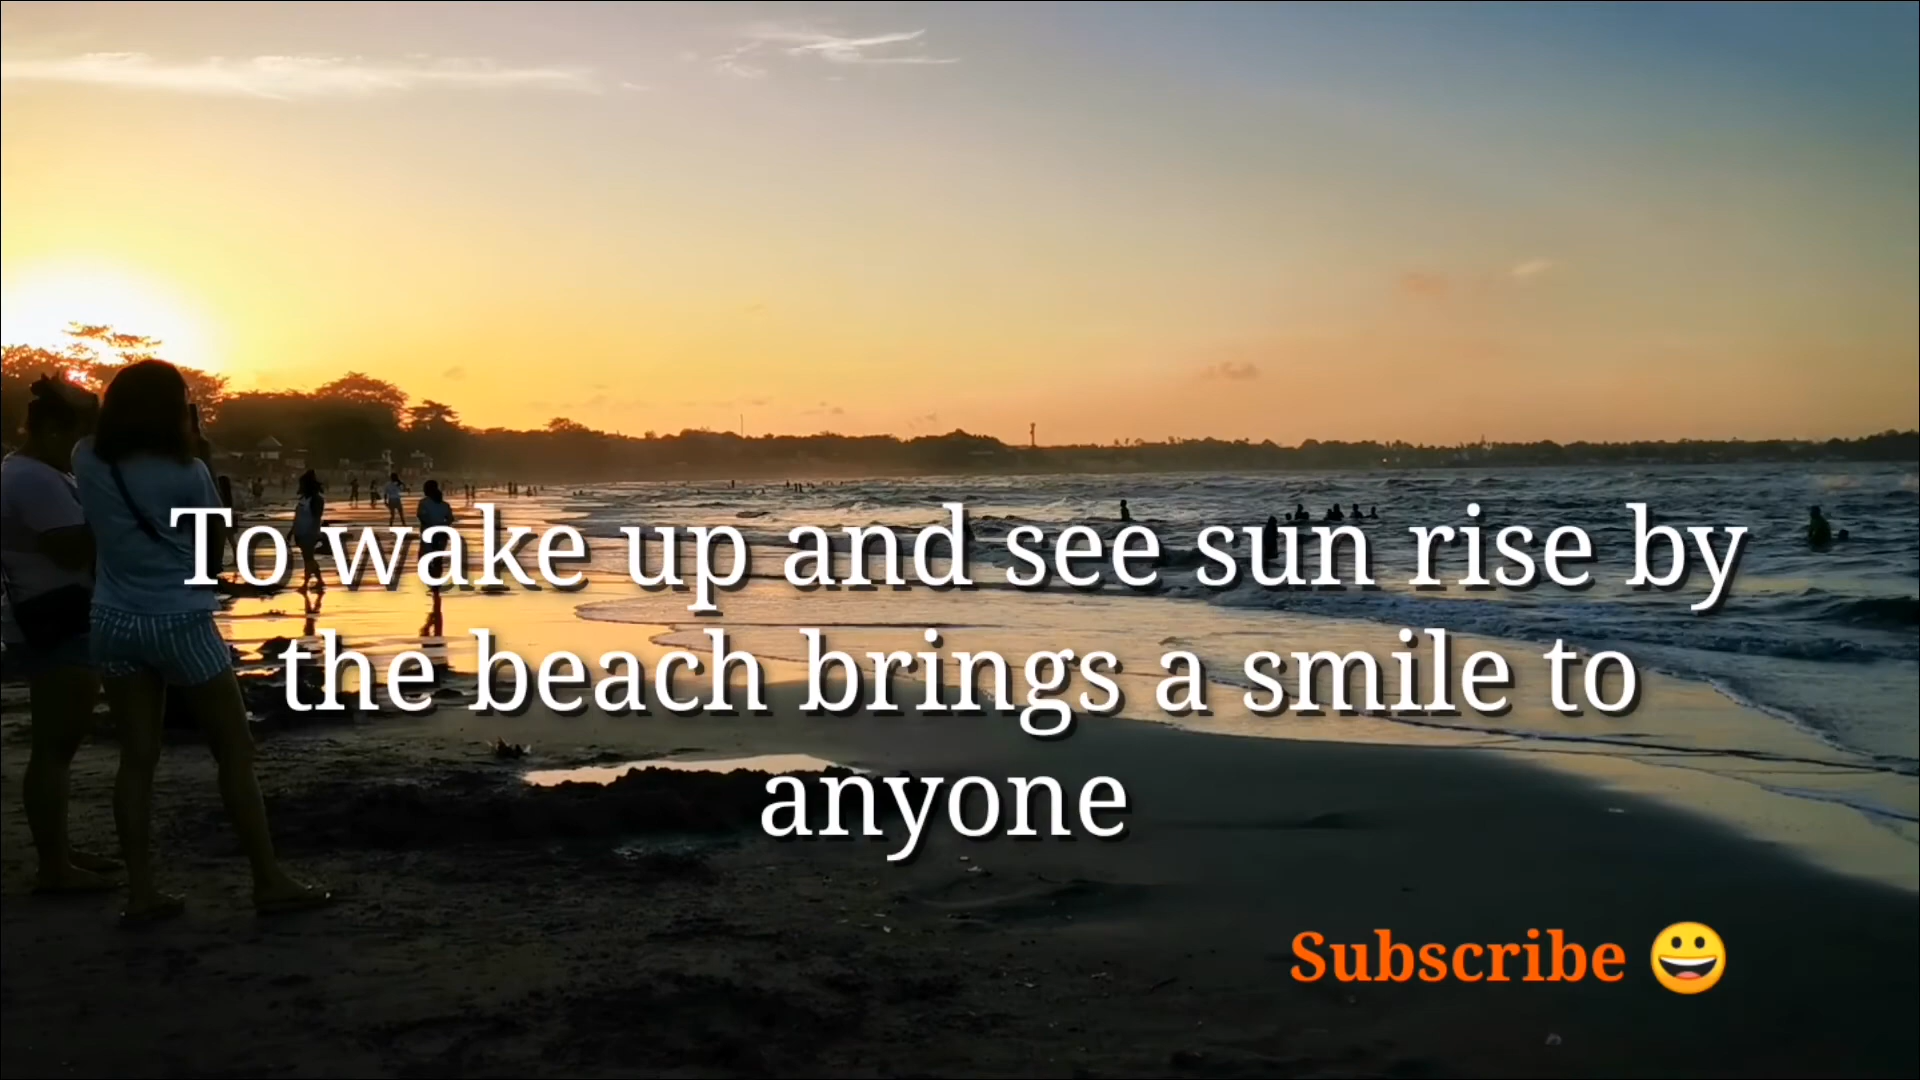 To wake up and see sun rise by
the beach brings a smile to
anyone
Subscribe 😀